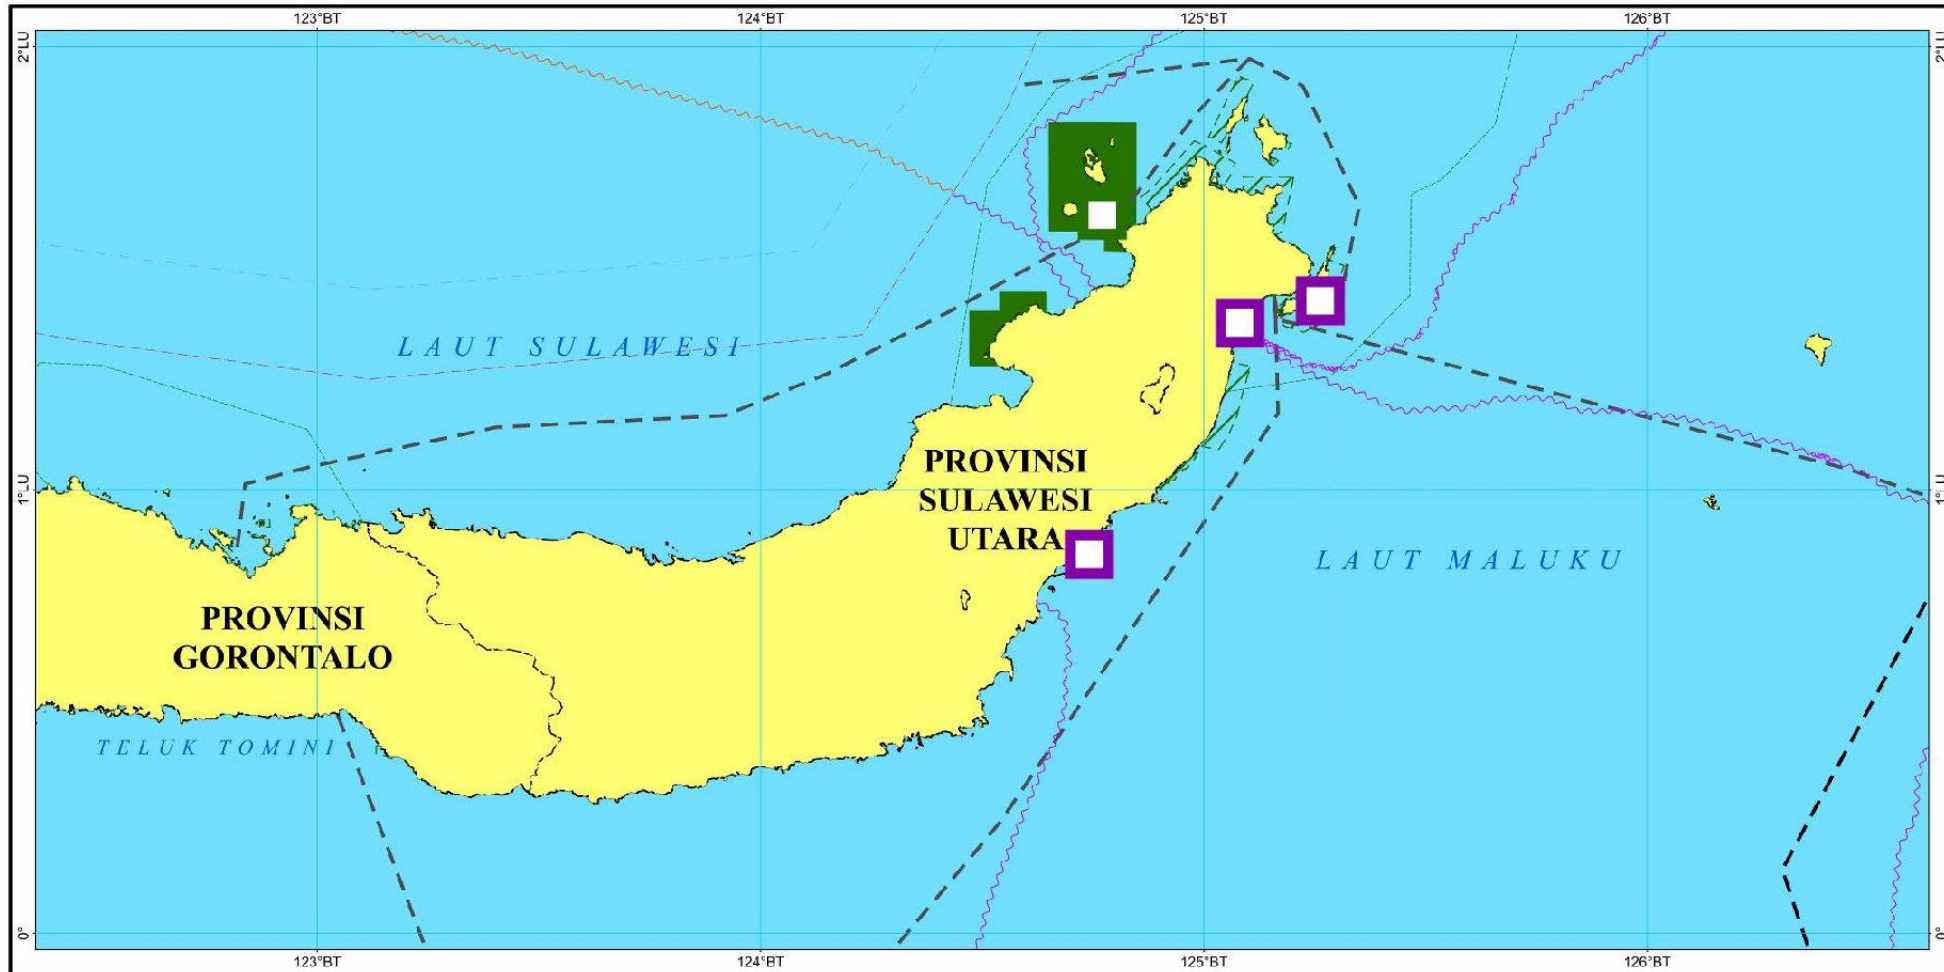 123°BT 124°BT 125°BT 126°BT
2°LU 2°LU
LAUT SULAWESI
PROVINSI
SULAWESI
UTARA
1°LU 1°LU
LAUT MALUKU
PROVINSI
GORONTALO
TELUK TOMINI
0° 0°
123°BT 124°BT 125°BT 126°BT